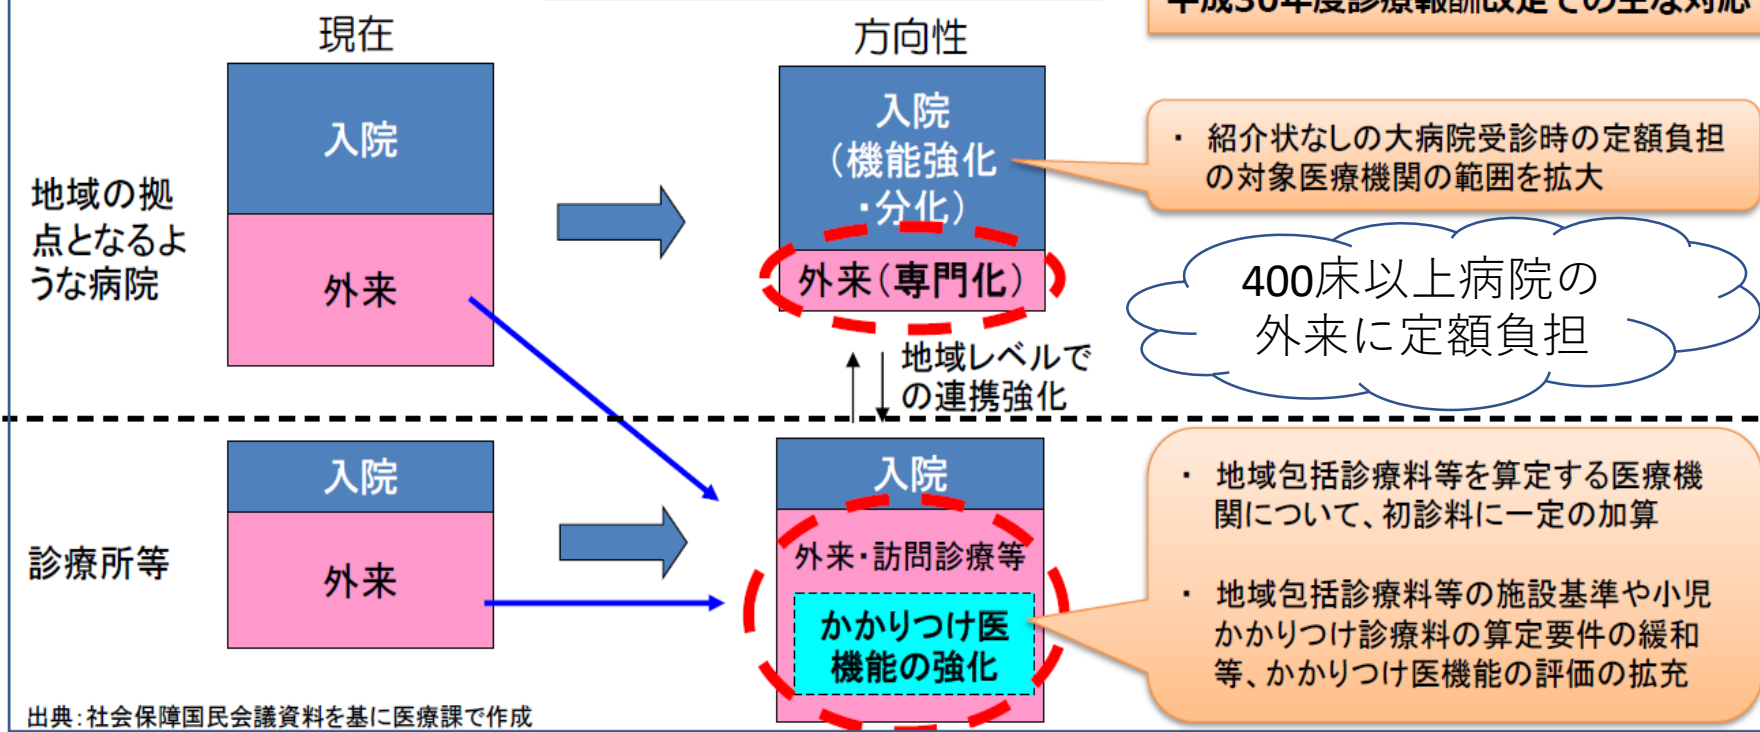 平成30年度診療報酬改定での主な対応
現在
方向性
地域の拠
点となるよ
うな病院
入院
外来
入院
（機能強化
・分化）
外来（専門化）
・ 紹介状なしの大病院受診時の定額負担
の対象医療機関の範囲を拡大
400床以上病院の
外来に定額負担
地域レベルで
の連携強化
診療所等
入院
外来
入院
外来・訪問診療等
かかりつけ医
機能の強化
・ 地域包括診療料等を算定する医療機
関について、初診料に一定の加算
・ 地域包括診療料等の施設基準や小児
かかりつけ診療料の算定要件の緩和
等、かかりつけ医機能の評価の拡充
出典：社会保障国民会議資料を基に医療課で作成